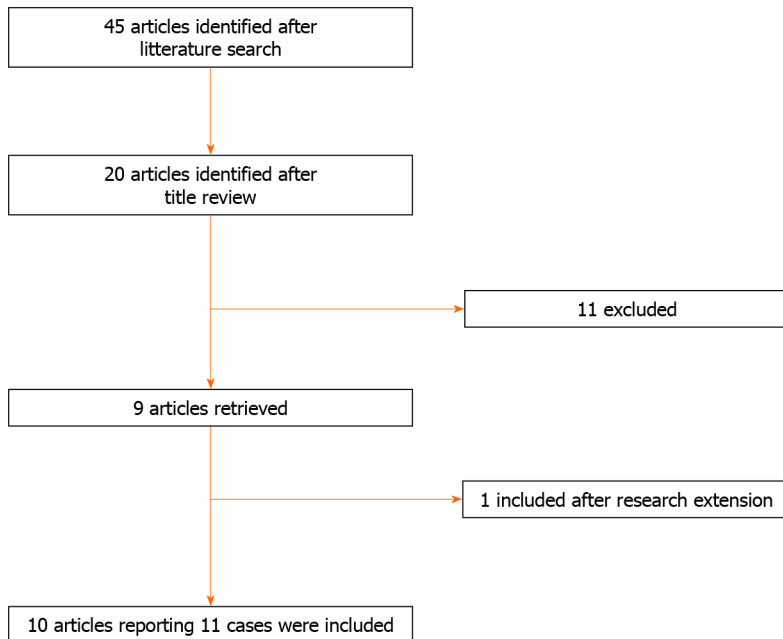 45 articles identified after
litterature search
20 articles identified after
title review
11 excluded
9 articles retrieved
1 included after research extension
10 articles reporting 11 cases were included